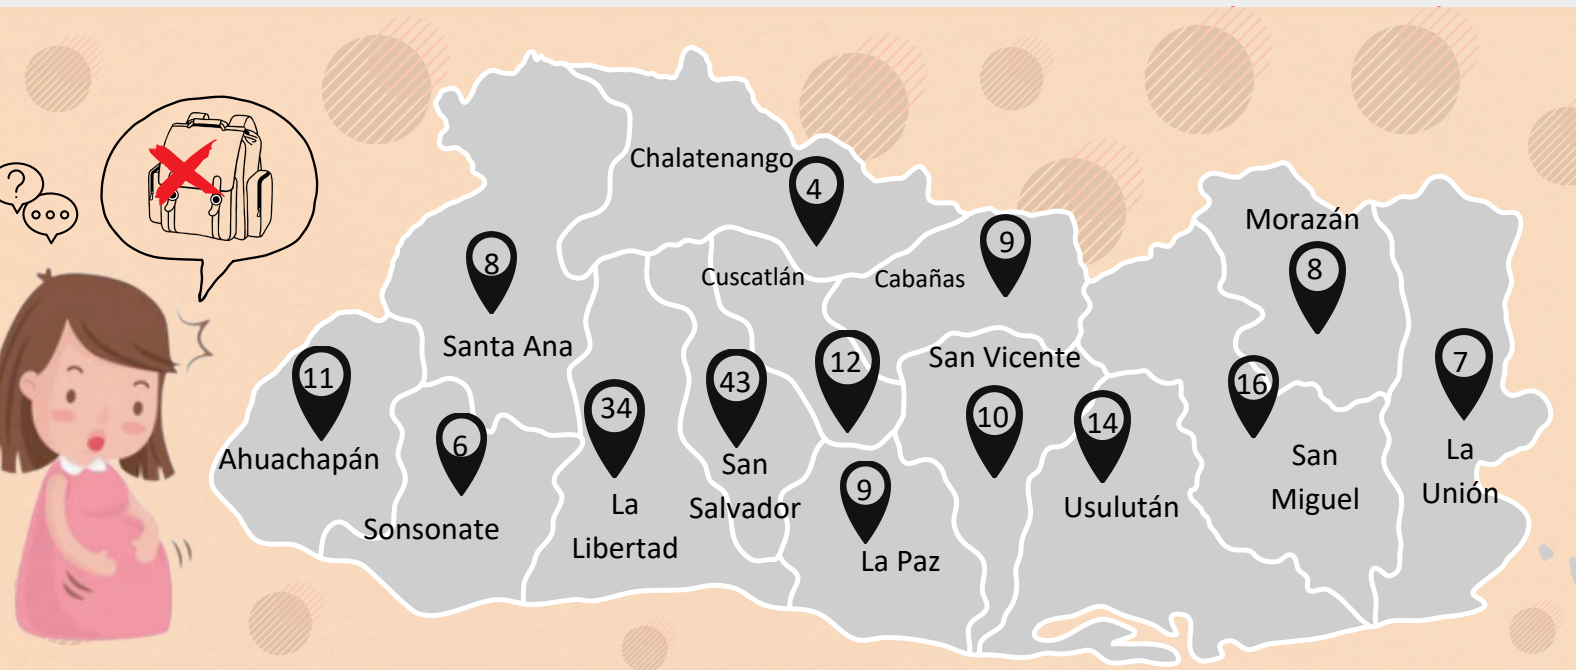 ?
Chalatenango
4
Morazán
8
9
Cuscatlán
Cabañas
8
Santa Ana
12
San Vicente
7
11
34
43
16
10
14
6
Ahuachapán
San
Salvador
9
La
Libertad
Sonsonate
La Paz
Usulután
San
Miguel
La
Unión